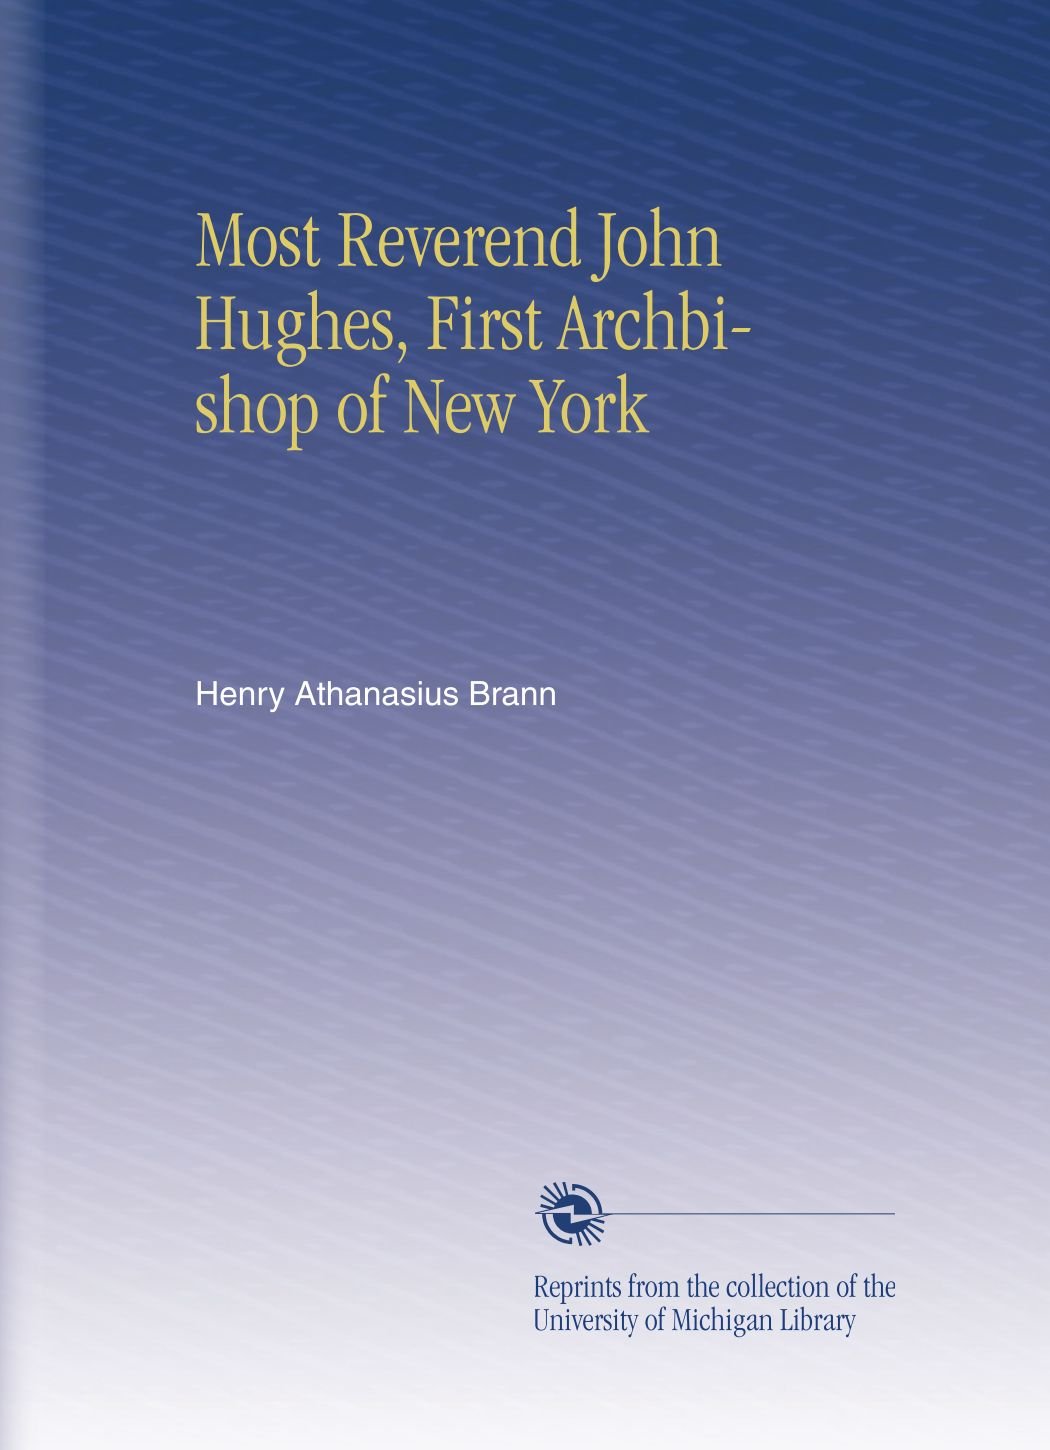 Most Reverend John
Hughes, First Archbi-
shop of New York
Henry Athanasius Brann
Reprints from the collection of the
University of Michigan Library